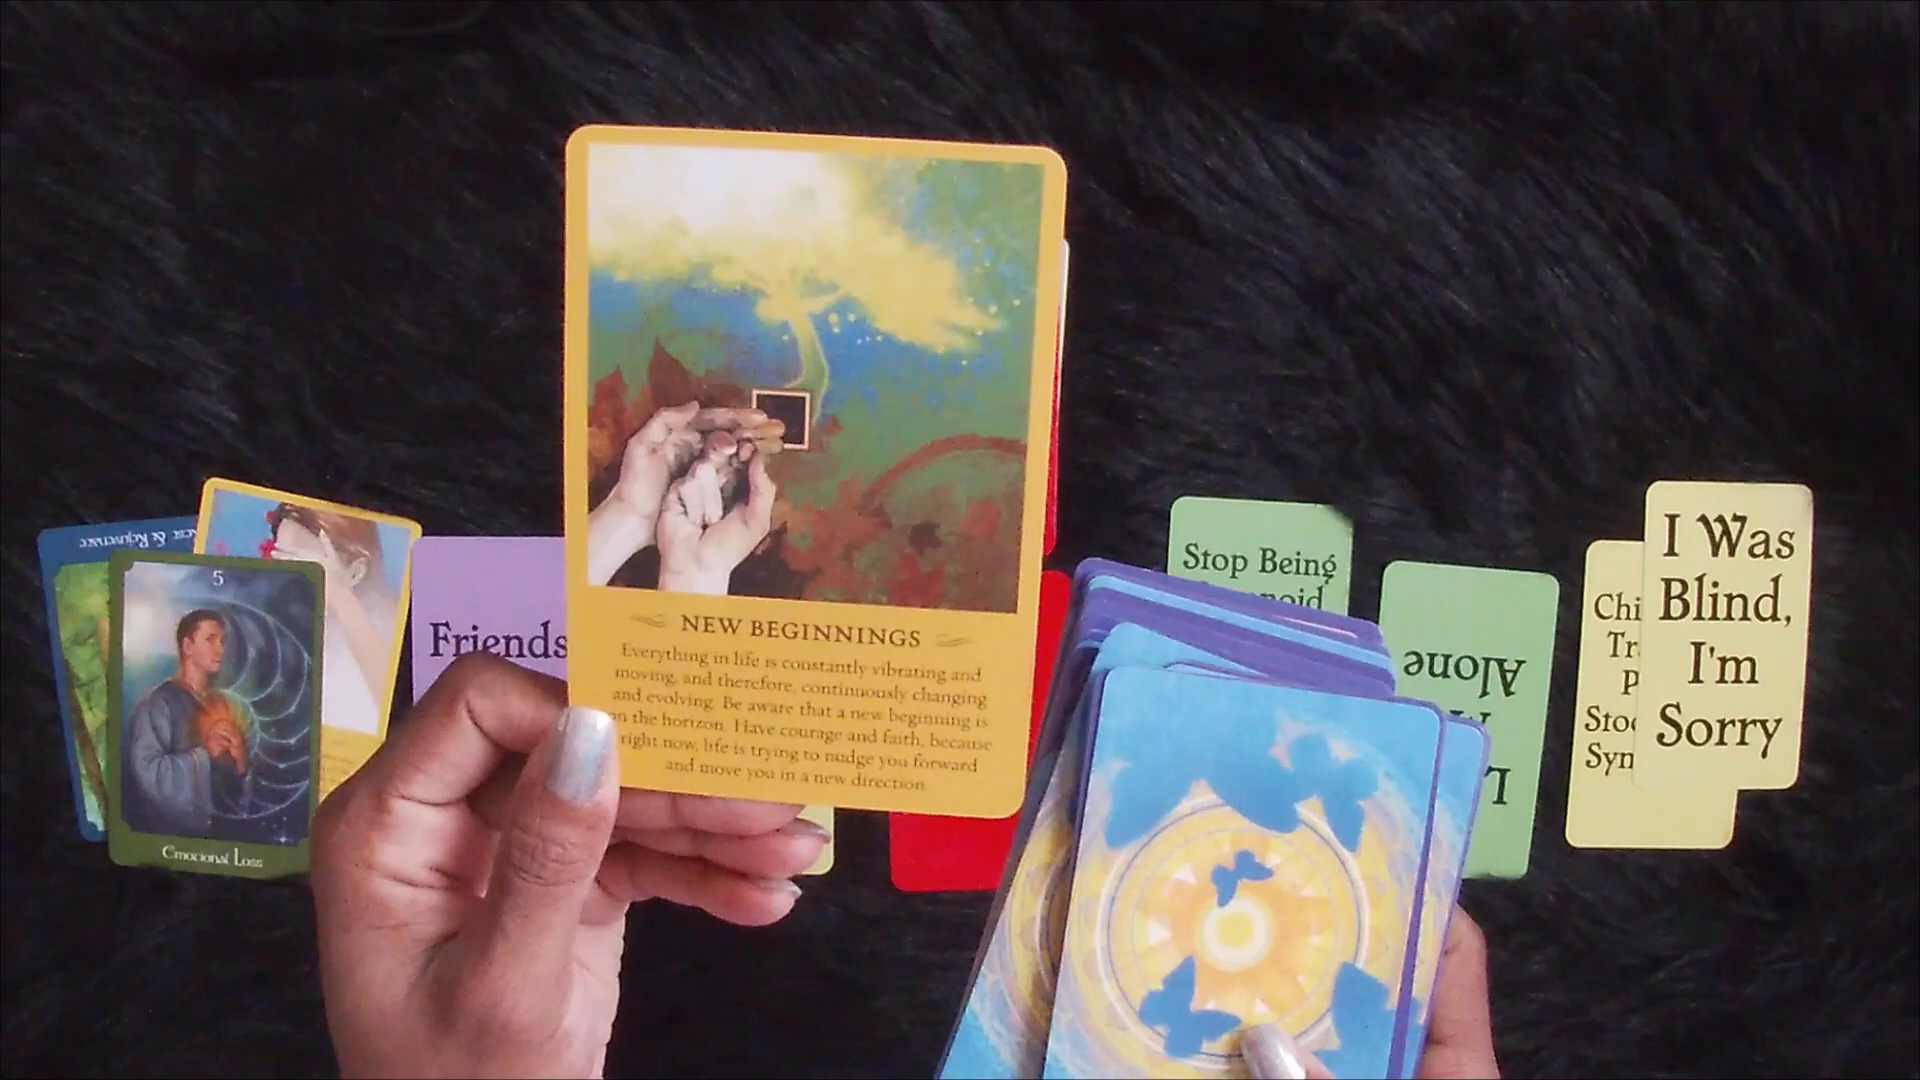 NEW BEGINNINGS
Everything in life is constantly vibrating and
moving, and therefore, continuously changing
and evolving. Be aware that a new beginning is
on the horizon. Have courage and faith, because
right now, life is trying to nudge you forward
and move you in a new direction.
& Rejuvenate
5
Emotional Loss
Friends
Stop Being
Alone
I Was
Blind,
I'm
Sorry